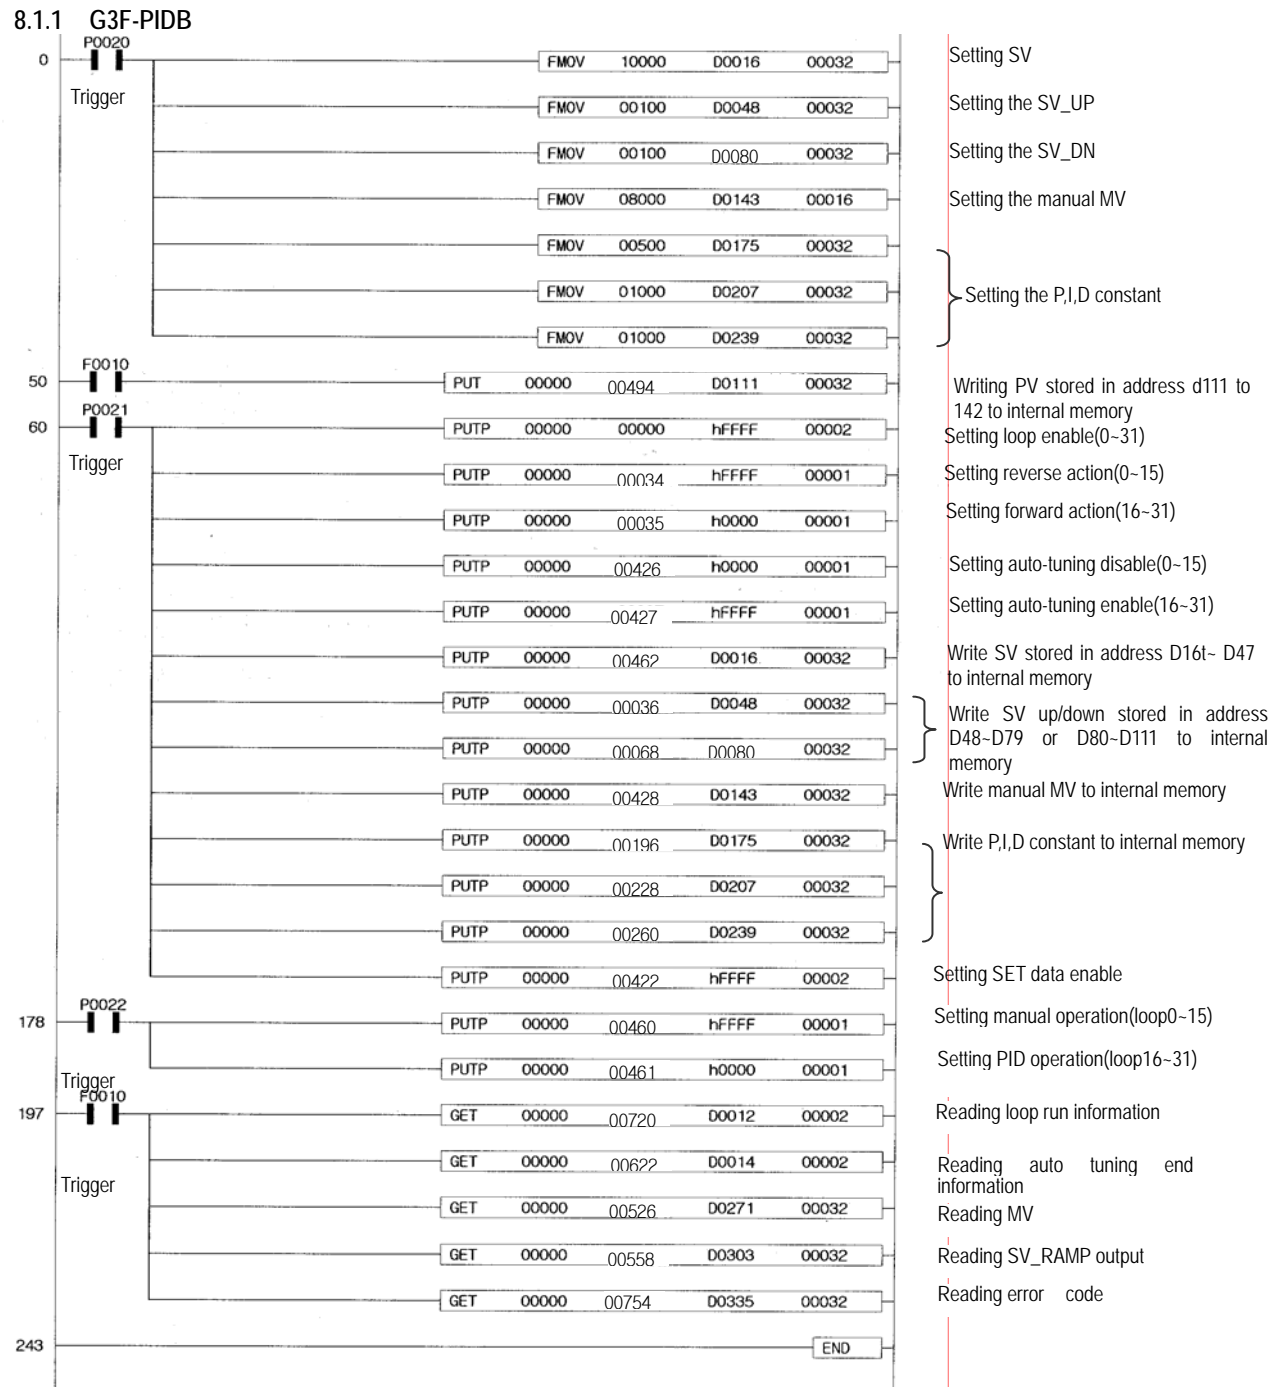 8.1.1 G3F-PIDB
P0020
0 FMOV 10000 D0016 00032 Setting SV
Trigger
FMOV 00100 D0048 00032 Setting the SV_UP
FMOV 00100 D0080 00032 Setting the SV_DN
FMOV 08000 D0143 00016 Setting the manual MV
FMOV 00500 D0175 00032
FMOV 01000 D0207 00032 Setting the P,I,D constant
FMOV 01000 D0239 00032
F0010
50 PUT 00000 00494 D0111 00032 Writing PV stored in address d111 to
142 to internal memory
P0021
60 PUTP 00000 00000 hFFFF 00002 Setting loop enable(0~31)
Trigger
PUTP 00000 00034 hFFFF 00001 Setting reverse action(0~15)
PUTP 00000 00035 h0000 00001 Setting forward action(16~31)
PUTP 00000 00426 h0000 00001 Setting auto-tuning disable(0~15)
PUTP 00000 00427 hFFFF 00001 Setting auto-tuning enable(16~31)
PUTP 00000 00462 D0016 00032 Write SV stored in address D16t~ D47
to internal memory
PUTP 00000 00036 D0048 00032 Write SV up/down stored in address
D48~D79 or D80~D111 to internal
PUTP 00000 00068 D0080 00032 memory
PUTP 00000 00428 D0143 00032 Write manual MV to internal memory
PUTP 00000 00196 D0175 00032 Write P,I,D constant to internal memory
PUTP 00000 00228 D0207 00032
PUTP 00000 00260 D0239 00032
PUTP 00000 00422 hFFFF 00002 Setting SET data enable
P0022
178 PUTP 00000 00460 hFFFF 00001 Setting manual operation(loop0~15)
PUTP 00000 00461 h0000 00001 Setting PID operation(loop16~31)
Trigger
F0010
197 GET 00000 00720 D0012 00002 Reading loop run information
GET 00000 00622 D0014 00002 Reading auto tuning end
Trigger
information
GET 00000 00526 D0271 00032 Reading MV
GET 00000 00558 D0303 00032 Reading SV_RAMP output
GET 00000 00754 D0335 00032 Reading error code
243 END